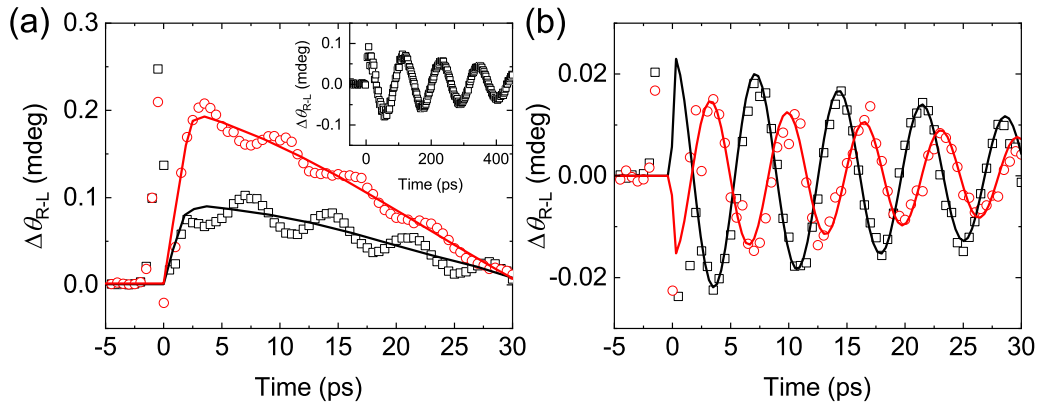 (a)
0.3
0.2
0.1
0.0
Δθ_R-L (mdeg)
-5 0 5 10 15 20 25 30
Time (ps)
0.1
0.0
-0.1
Δθ_R-L (mdeg)
0 200 400
Time (ps)
(b)
0.02
0.00
-0.02
Δθ_R-L (mdeg)
-5 0 5 10 15 20 25 30
Time (ps)